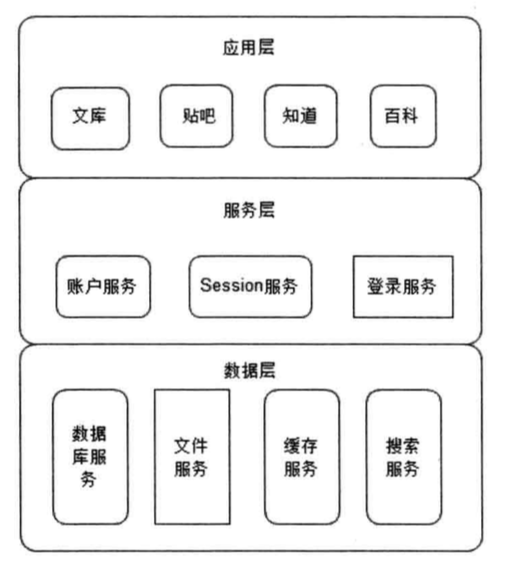 应用层
文库 贴吧 知道 百科
服务层
账户服务 Session服务 登录服务
数据层
数据
库服
务
文件
服务
缓存
服务
搜索
服务